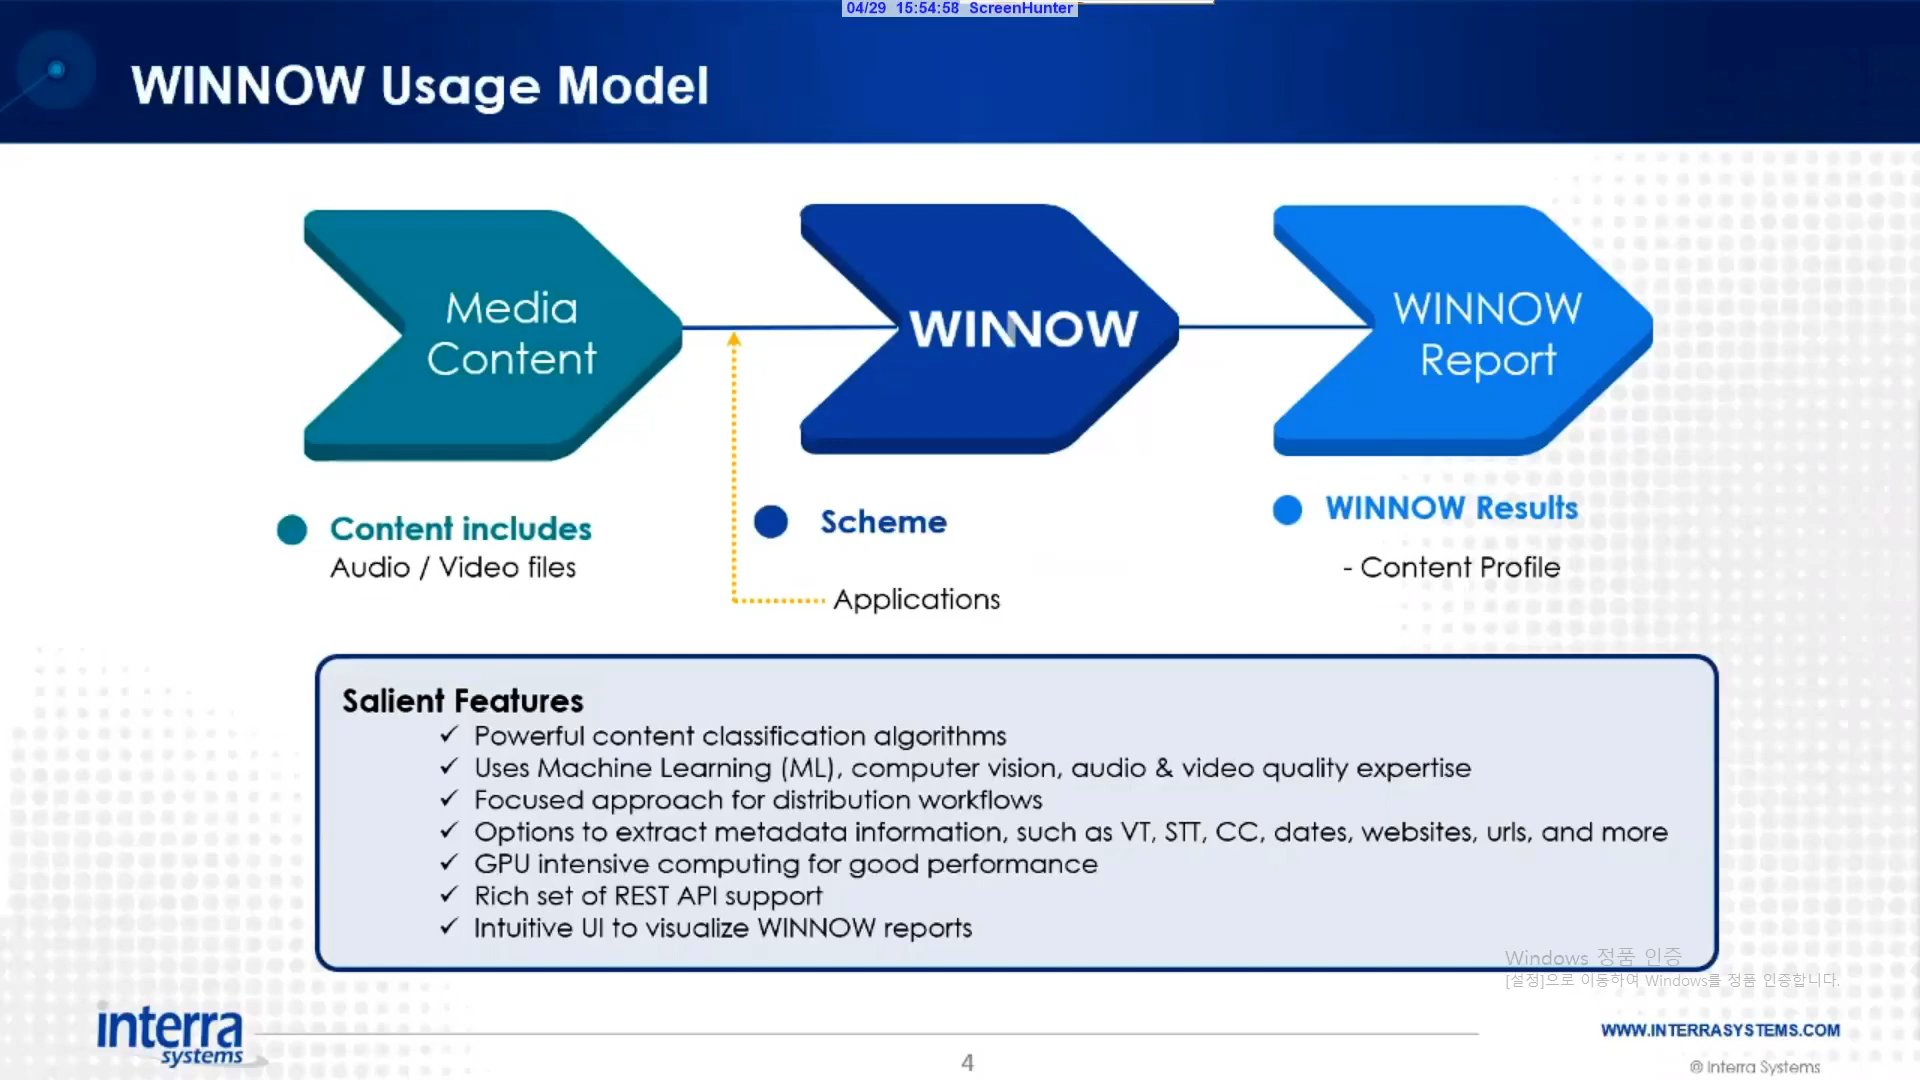 04/29 15:54:58 ScreenHunter
WINNOW Usage Model
Media
Content
WINNOW
WINNOW
Report
Content includes
Audio / Video files
Scheme
Applications
WINNOW Results
- Content Profile
Salient Features
✓ Powerful content classification algorithms
✓ Uses Machine Learning (ML), computer vision, audio & video quality expertise
✓ Focused approach for distribution workflows
✓ Options to extract metadata information, such as VT, STT, CC, dates, websites, urls, and more
✓ GPU intensive computing for good performance
✓ Rich set of REST API support
✓ Intuitive UI to visualize WINNOW reports
Windows 정품 인증
[설정]으로 이동하여 Windows를 정품 인증합니다.
interra
systems
4
WWW.INTERRASYSTEMS.COM
@ Interra Systems